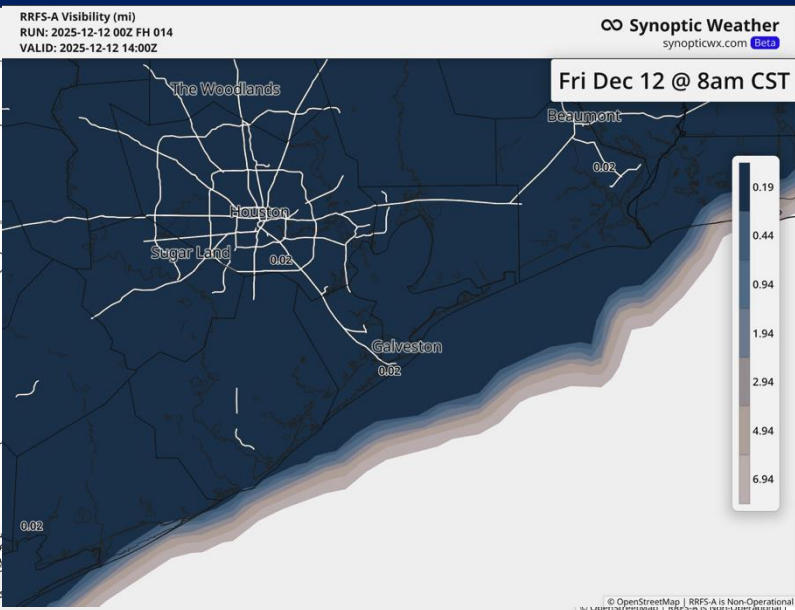 RRFS-A Visibility (mi)
RUN: 2025-12-12 00Z FH 014
VALID: 2025-12-12 14:00Z
Synoptic Weather
synopticwx.com Beta
Fri Dec 12 @ 8am CST
The Woodlands
Beaumont
0.02
Houston
Sugar Land
0.02
Galveston
0.02
0.02
0.19
0.44
0.94
1.94
2.94
4.94
6.94
© OpenStreetMap | RRFS-A is Non-Operational